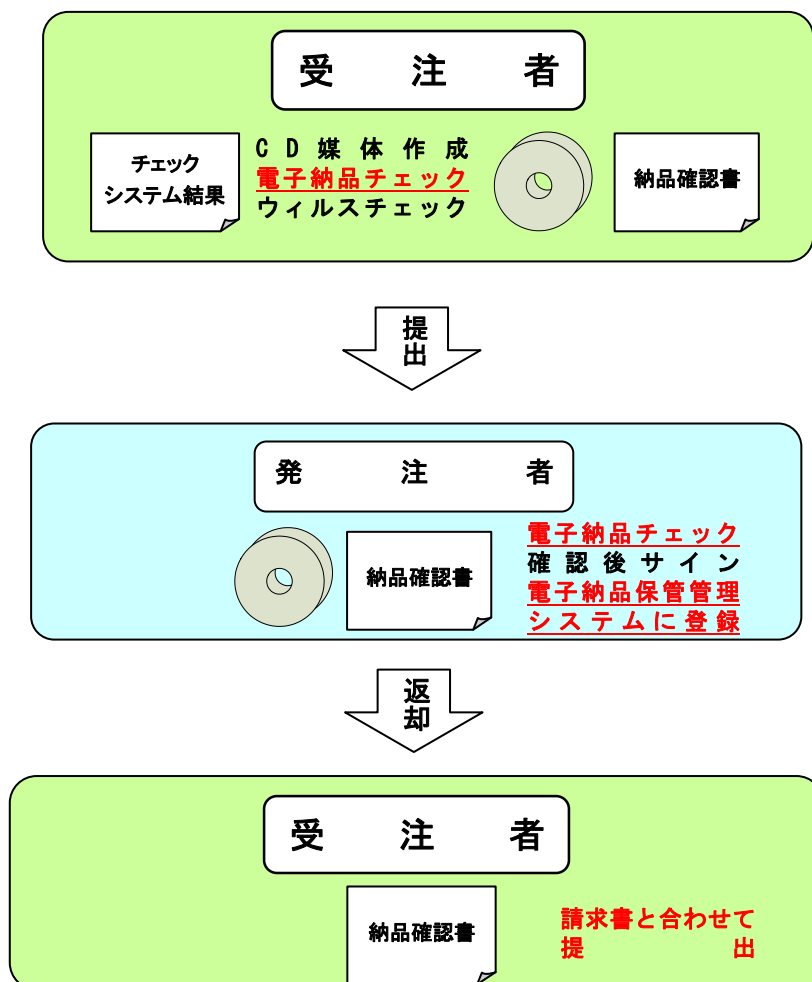 受注者
チェック
システム結果
CD媒体作成
電子納品チェック
ウィルスチェック
納品確認書
提出
発注者
納品確認書
電子納品チェック
確認後サイン
電子納品保管管理
システムに登録
返却
受注者
納品確認書
請求書と合わせて
提出